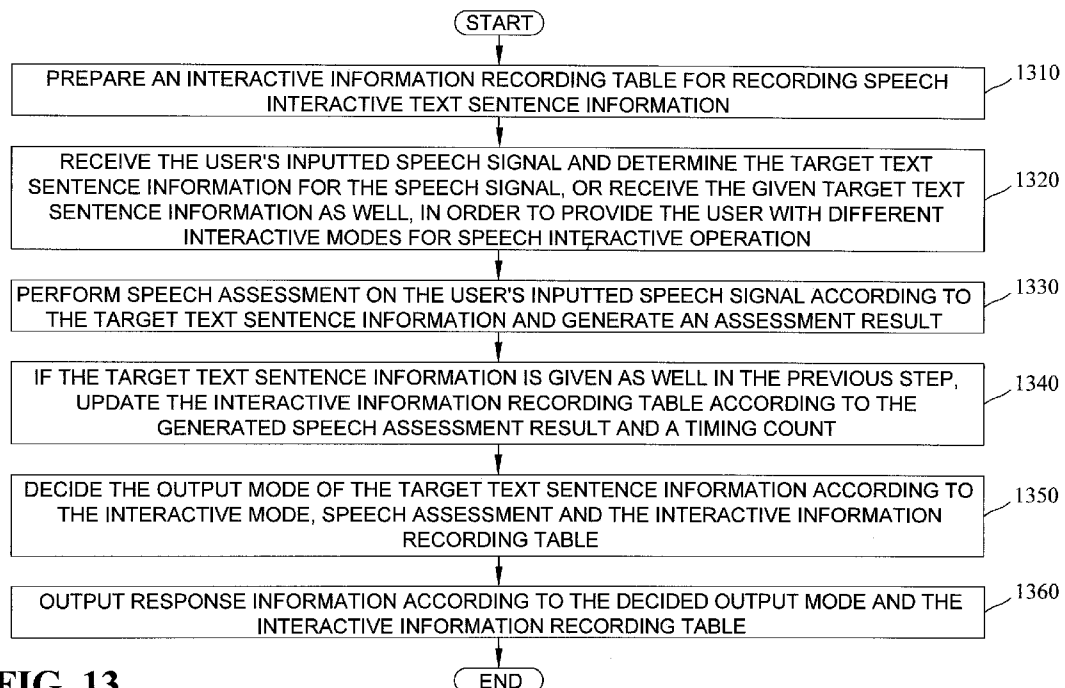 START
PREPARE AN INTERACTIVE INFORMATION RECORDING TABLE FOR RECORDING SPEECH
INTERACTIVE TEXT SENTENCE INFORMATION
1310
RECEIVE THE USER'S INPUTTED SPEECH SIGNAL AND DETERMINE THE TARGET TEXT
SENTENCE INFORMATION FOR THE SPEECH SIGNAL, OR RECEIVE THE GIVEN TARGET TEXT
SENTENCE INFORMATION AS WELL, IN ORDER TO PROVIDE THE USER WITH DIFFERENT
INTERACTIVE MODES FOR SPEECH INTERACTIVE OPERATION
1320
PERFORM SPEECH ASSESSMENT ON THE USER'S INPUTTED SPEECH SIGNAL ACCORDING TO
THE TARGET TEXT SENTENCE INFORMATION AND GENERATE AN ASSESSMENT RESULT
1330
IF THE TARGET TEXT SENTENCE INFORMATION IS GIVEN AS WELL IN THE PREVIOUS STEP,
UPDATE THE INTERACTIVE INFORMATION RECORDING TABLE ACCORDING TO THE
GENERATED SPEECH ASSESSMENT RESULT AND A TIMING COUNT
1340
DECIDE THE OUTPUT MODE OF THE TARGET TEXT SENTENCE INFORMATION ACCORDING TO
THE INTERACTIVE MODE, SPEECH ASSESSMENT AND THE INTERACTIVE INFORMATION
RECORDING TABLE
1350
OUTPUT RESPONSE INFORMATION ACCORDING TO THE DECIDED OUTPUT MODE AND THE
INTERACTIVE INFORMATION RECORDING TABLE
1360
END
FIG. 13